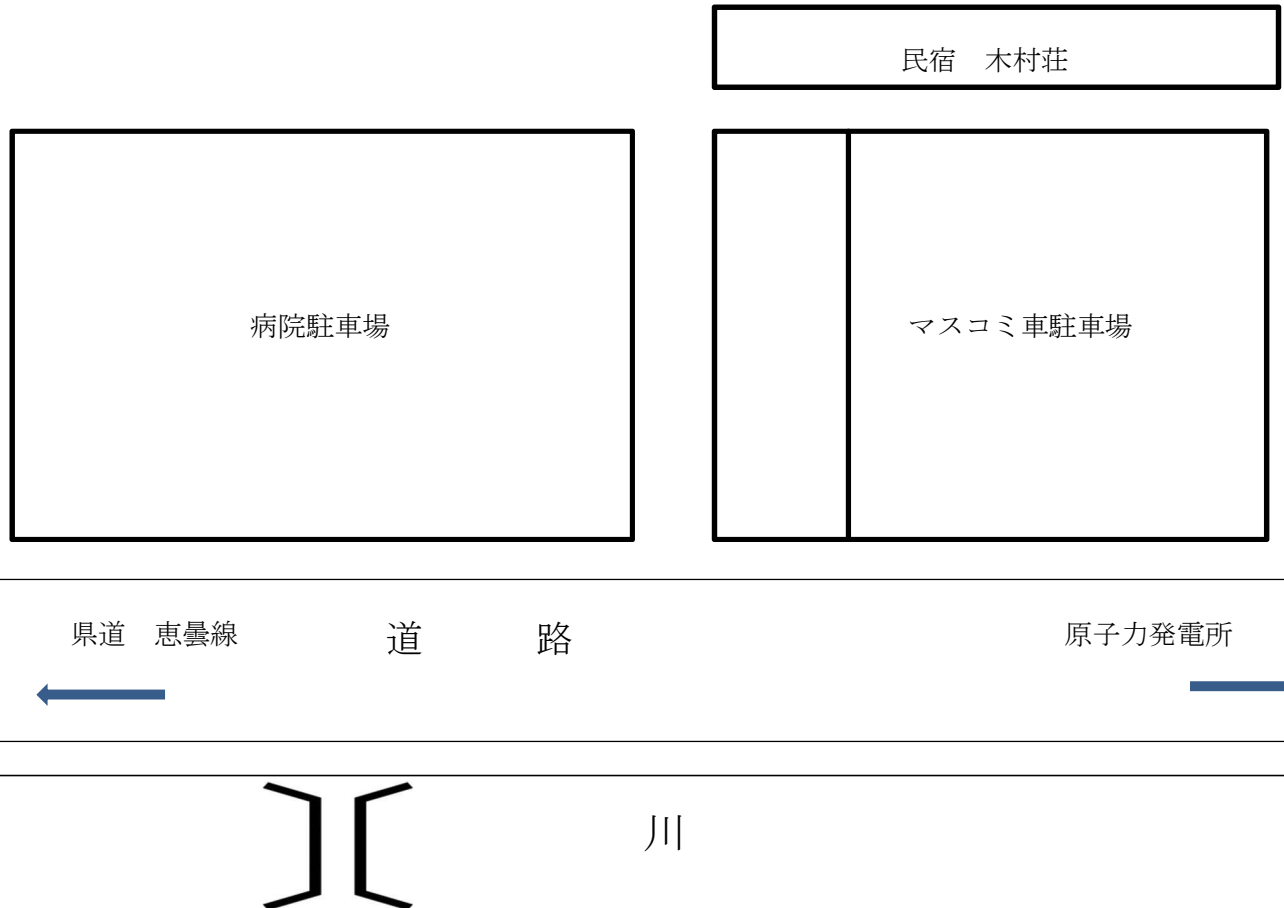 民宿　木村荘
病院駐車場
マスコミ車駐車場
県道　恵曇線
道　路
原子力発電所
川